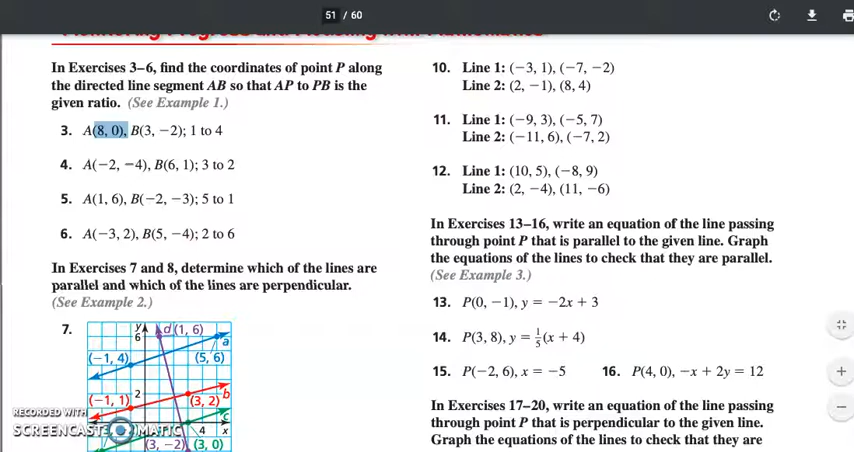 51 / 60
In Exercises 3–6, find the coordinates of point P along
the directed line segment AB so that AP to PB is the
given ratio. (See Example 1.)
3. A(8, 0), B(3, −2); 1 to 4
4. A(−2, −4), B(6, 1); 3 to 2
5. A(1, 6), B(−2, −3); 5 to 1
6. A(−3, 2), B(5, −4); 2 to 6
In Exercises 7 and 8, determine which of the lines are
parallel and which of the lines are perpendicular.
(See Example 2.)
7.
y
6
d (1, 6)
a
(−1, 4)
(5, 6)
(−1, 1)
2
(3, 2)
b
c
4
x
(3, −2)
(3, 0)
RECORDED WITH
SCREENCAST-O-MATIC
10. Line 1: (−3, 1), (−7, −2)
Line 2: (2, −1), (8, 4)
11. Line 1: (−9, 3), (−5, 7)
Line 2: (−11, 6), (−7, 2)
12. Line 1: (10, 5), (−8, 9)
Line 2: (2, −4), (11, −6)
In Exercises 13–16, write an equation of the line passing
through point P that is parallel to the given line. Graph
the equations of the lines to check that they are parallel.
(See Example 3.)
13. P(0, −1), y = −2x + 3
14. P(3, 8), y = 1/5(x + 4)
15. P(−2, 6), x = −5 16. P(4, 0), −x + 2y = 12
In Exercises 17–20, write an equation of the line passing
through point P that is perpendicular to the given line.
Graph the equations of the lines to check that they are